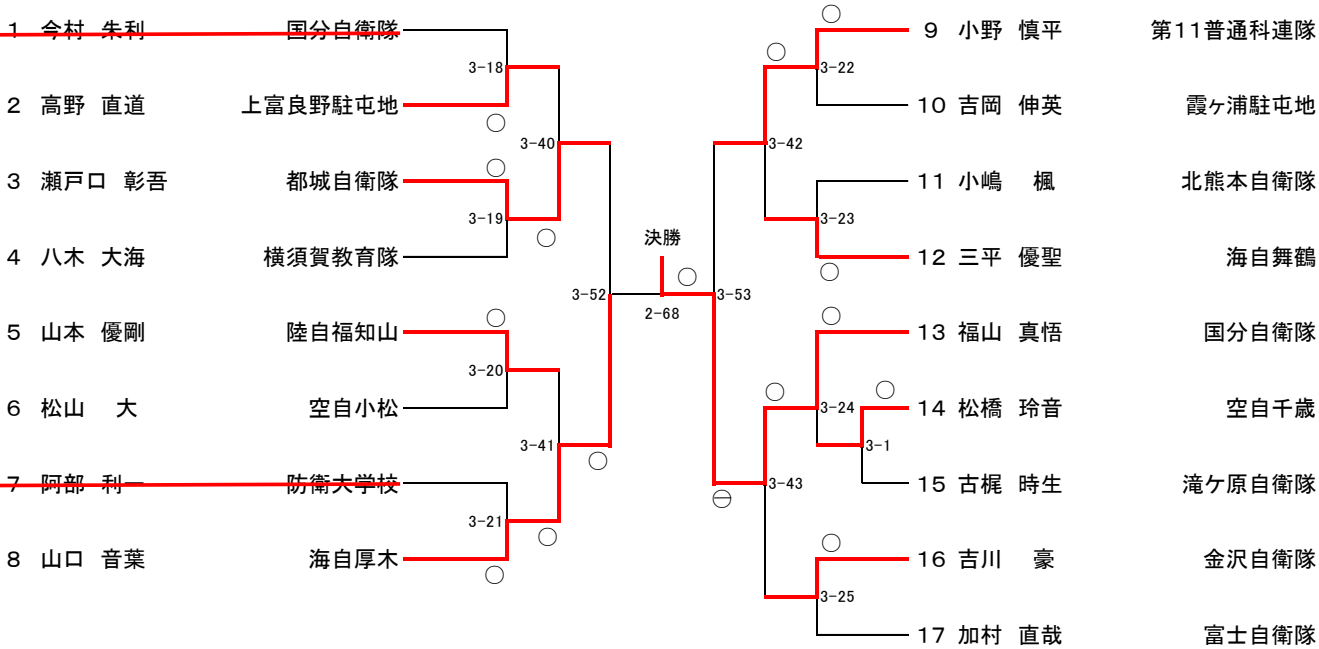 1 今村 朱利 国分自衛隊
3-18
2 高野 直道 上富良野駐屯地
3-40
3 瀬戸口 彰吾 都城自衛隊
3-19
4 八木 大海 横須賀教育隊
3-52
5 山本 優剛 陸自福知山
3-20
6 松山 大 空自小松
3-41
7 阿部 利一 防衛大学校
3-21
8 山口 音葉 海自厚木
決勝
2-68
9 小野 慎平 第11普通科連隊
3-22
10 吉岡 伸英 霞ヶ浦駐屯地
3-42
11 小嶋 楓 北熊本自衛隊
3-23
12 三平 優聖 海自舞鶴
3-53
13 福山 真悟 国分自衛隊
3-24
14 松橋 玲音 空自千歳
3-1
15 古梶 時生 滝ケ原自衛隊
3-43
16 吉川 豪 金沢自衛隊
3-25
17 加村 直哉 富士自衛隊